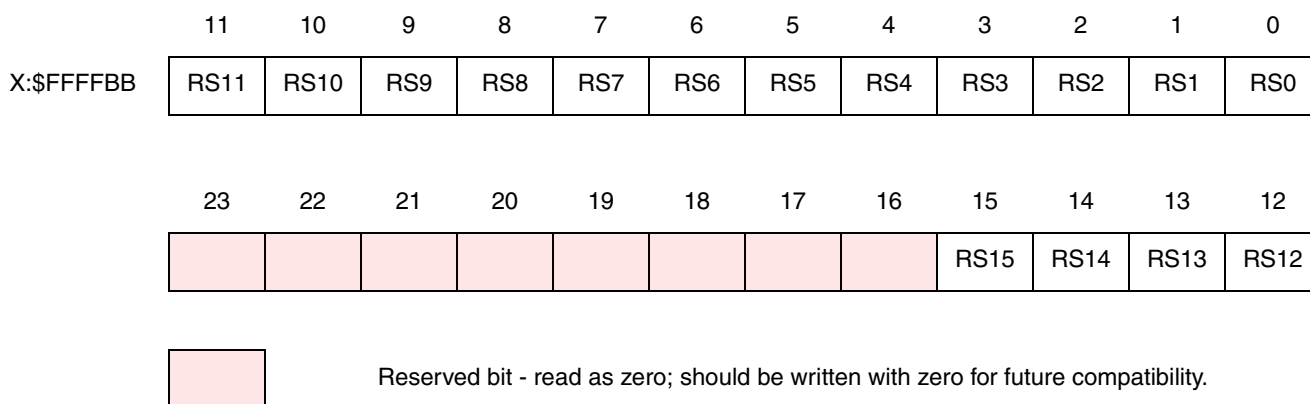 11 10 9 8 7 6 5 4 3 2 1 0
X:$FFFFBB RS11 RS10 RS9 RS8 RS7 RS6 RS5 RS4 RS3 RS2 RS1 RS0
23 22 21 20 19 18 17 16 15 14 13 12
RS15 RS14 RS13 RS12
Reserved bit - read as zero; should be written with zero for future compatibility.